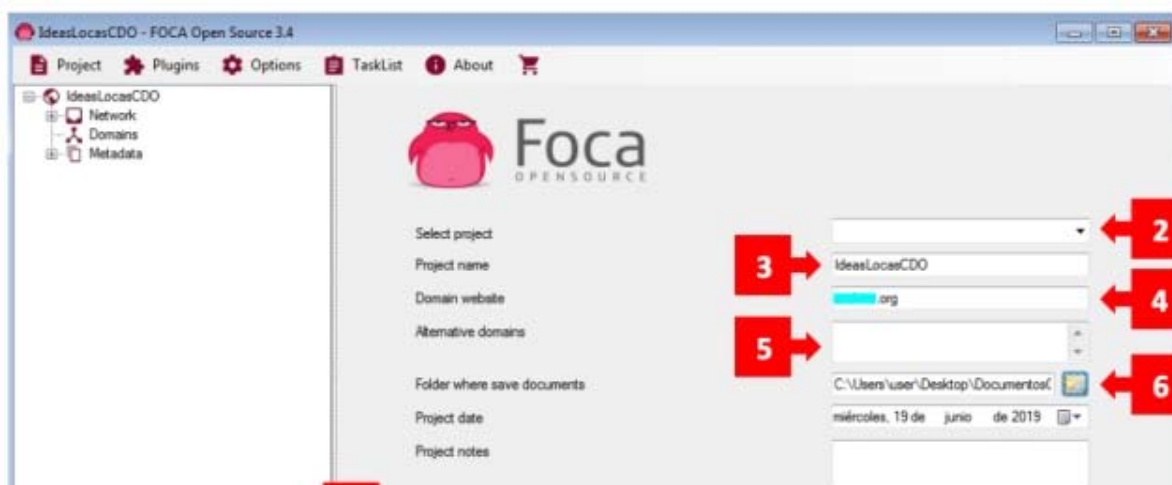 IdeasLocasCDO - FOCA Open Source 3.4
Project Plugins Options TaskList About
IdeasLocasCDO
Network
Domains
Metadata
Foca
OPENSOURCE
Select project
2
Project name
3
IdeasLocasCDO
Domain website
.org
4
Alternative domains
5
Folder where save documents
C:\Users\user\Desktop\Documentos
6
Project date
miércoles, 19 de junio de 2019
Project notes